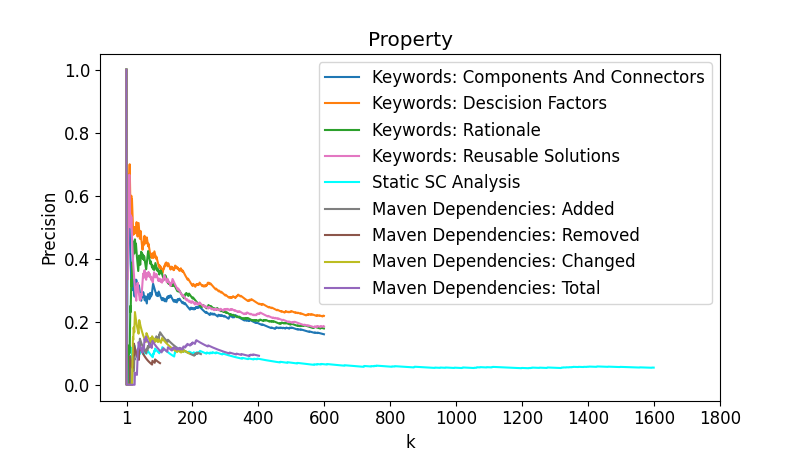 Property
Precision
1.0
0.8
0.6
0.4
0.2
0.0
Keywords: Components And Connectors
Keywords: Descision Factors
Keywords: Rationale
Keywords: Reusable Solutions
Static SC Analysis
Maven Dependencies: Added
Maven Dependencies: Removed
Maven Dependencies: Changed
Maven Dependencies: Total
1 200 400 600 800 1000 1200 1400 1600 1800
k